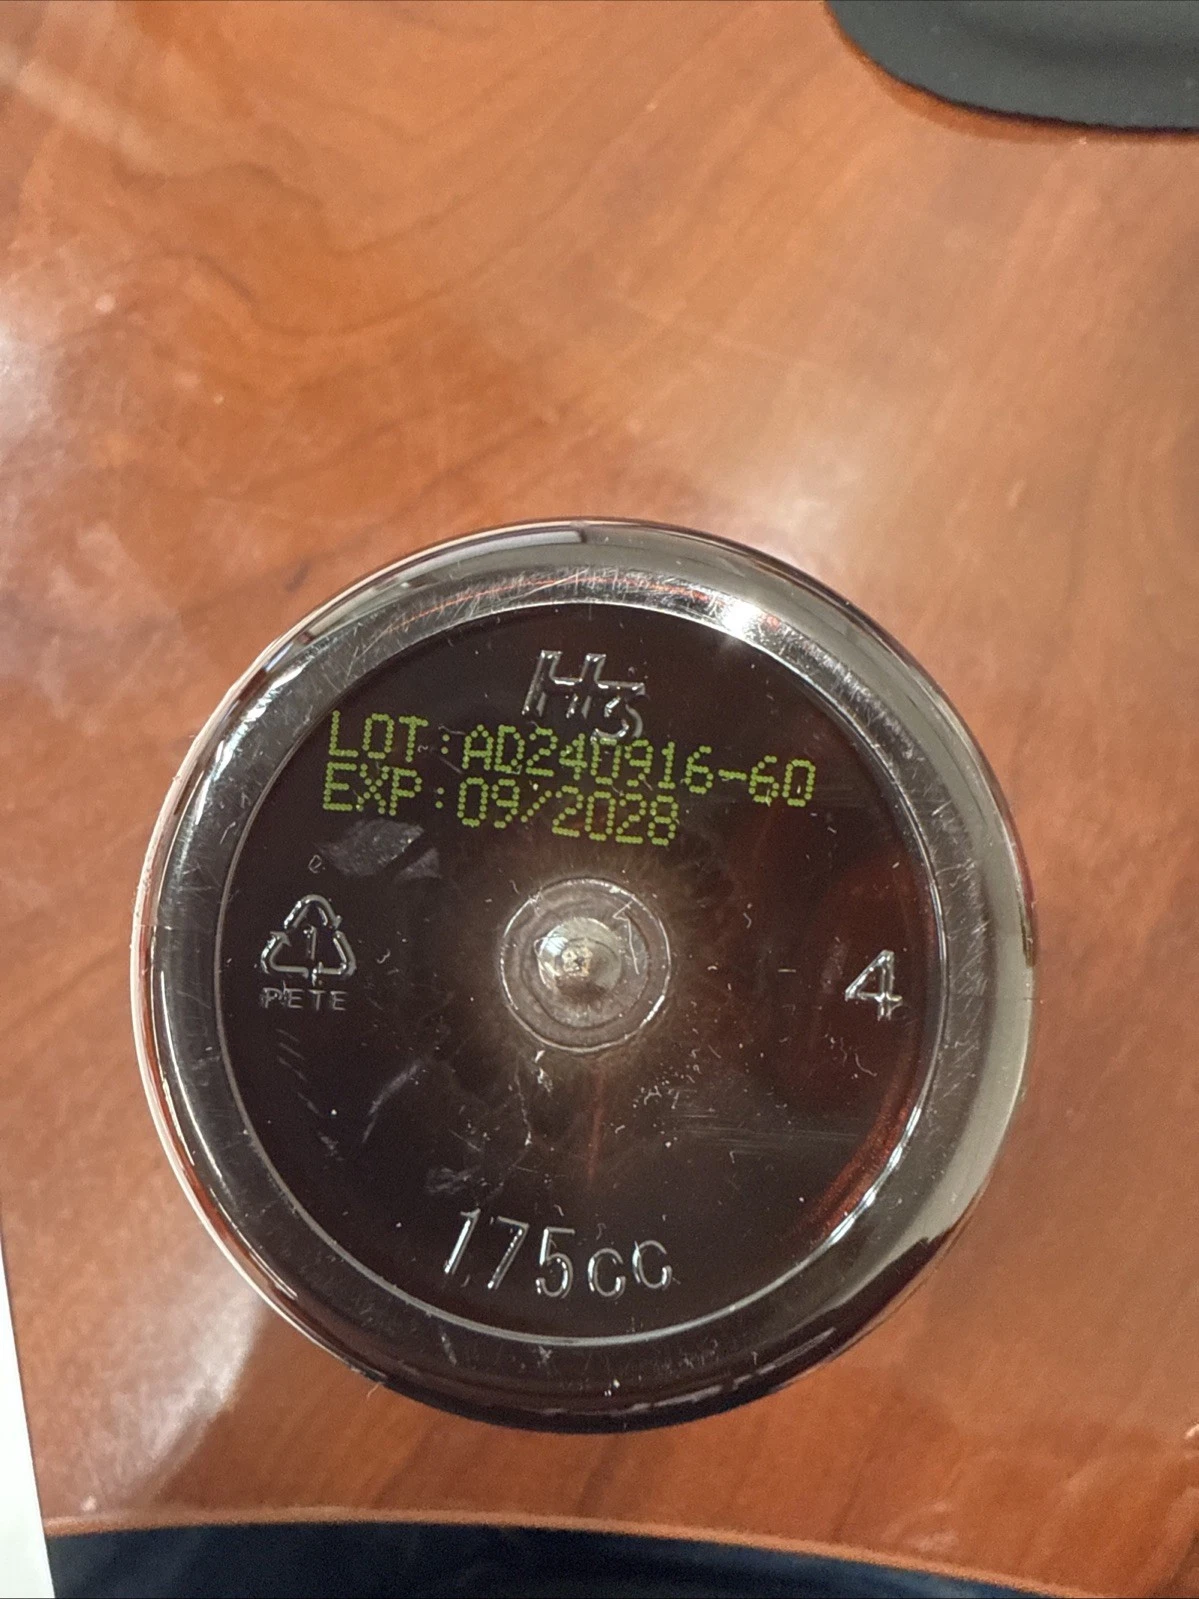 LOT:AD240916-60
EXP:09/2028
1
PETE
4
175cc